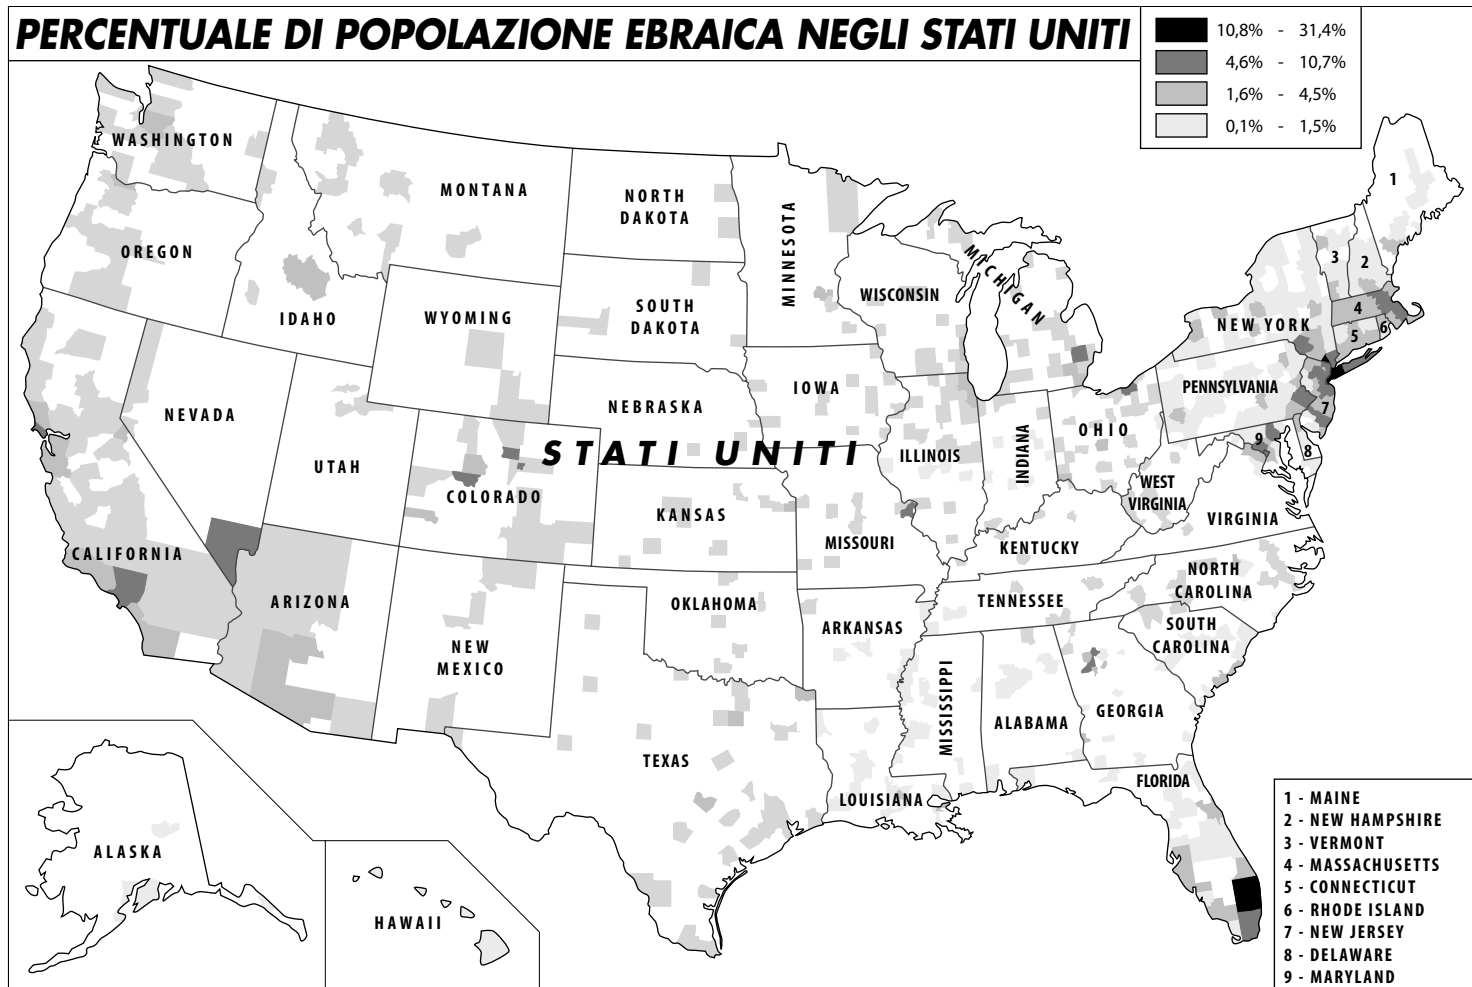 PERCENTUALE DI POPOLAZIONE EBRAICA NEGLI STATI UNITI
10,8% - 31,4%
4,6% - 10,7%
1,6% - 4,5%
0,1% - 1,5%
WASHINGTON
MONTANA
NORTH
DAKOTA
MINNESOTA
OREGON
IDAHO
WYOMING
SOUTH
DAKOTA
WISCONSIN
MICHIGAN
1
2
3
4
5
6
NEW YORK
NEVADA
UTAH
NEBRASKA
IOWA
PENNSYLVANIA
7
8
9
STATI UNITI
COLORADO
ILLINOIS
INDIANA
OHIO
WEST
VIRGINIA
VIRGINIA
KANSAS
MISSOURI
KENTUCKY
CALIFORNIA
ARIZONA
NEW
MEXICO
OKLAHOMA
ARKANSAS
TENNESSEE
NORTH
CAROLINA
SOUTH
CAROLINA
MISSISSIPPI
ALABAMA
GEORGIA
TEXAS
LOUISIANA
FLORIDA
ALASKA
HAWAII
1 - MAINE
2 - NEW HAMPSHIRE
3 - VERMONT
4 - MASSACHUSETTS
5 - CONNECTICUT
6 - RHODE ISLAND
7 - NEW JERSEY
8 - DELAWARE
9 - MARYLAND